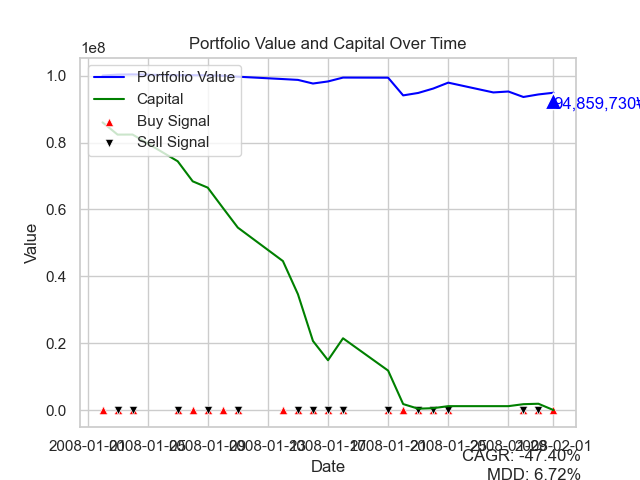 Portfolio Value and Capital Over Time
1e8
Portfolio Value
Capital
Buy Signal
Sell Signal
1.0
0.8
0.6
0.4
0.2
0.0
Value
94,859,730
2008-01-01
2008-01-05
2008-01-09
2008-01-13
2008-01-17
2008-01-21
2008-01-25
2008-01-29
2008-02-01
Date
CAGR: -47.40%
MDD: 6.72%